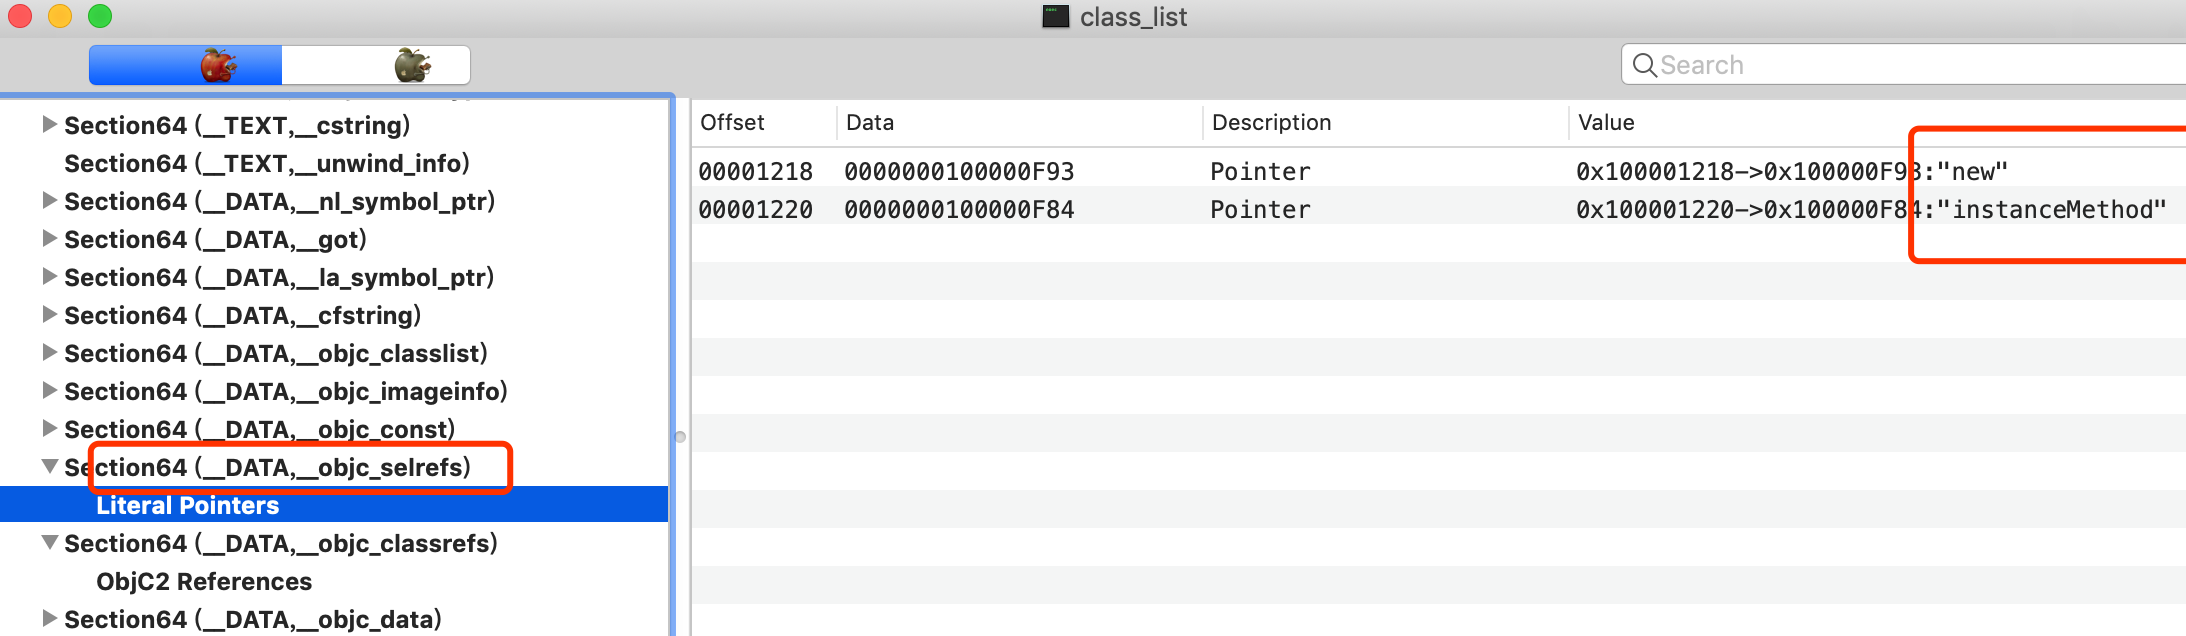 class_list
Search
Section64 (__TEXT,__cstring)
Section64 (__TEXT,__unwind_info)
Section64 (__DATA,__nl_symbol_ptr)
Section64 (__DATA,__got)
Section64 (__DATA,__la_symbol_ptr)
Section64 (__DATA,__cfstring)
Section64 (__DATA,__objc_classlist)
Section64 (__DATA,__objc_imageinfo)
Section64 (__DATA,__objc_const)
Section64 (__DATA,__objc_selrefs)
Literal Pointers
Section64 (__DATA,__objc_classrefs)
ObjC2 References
Section64 (__DATA,__objc_data)
Offset Data Description Value
00001218 0000000100000F93 Pointer 0x100001218->0x100000F93:"new"
00001220 0000000100000F84 Pointer 0x100001220->0x100000F84:"instanceMethod"